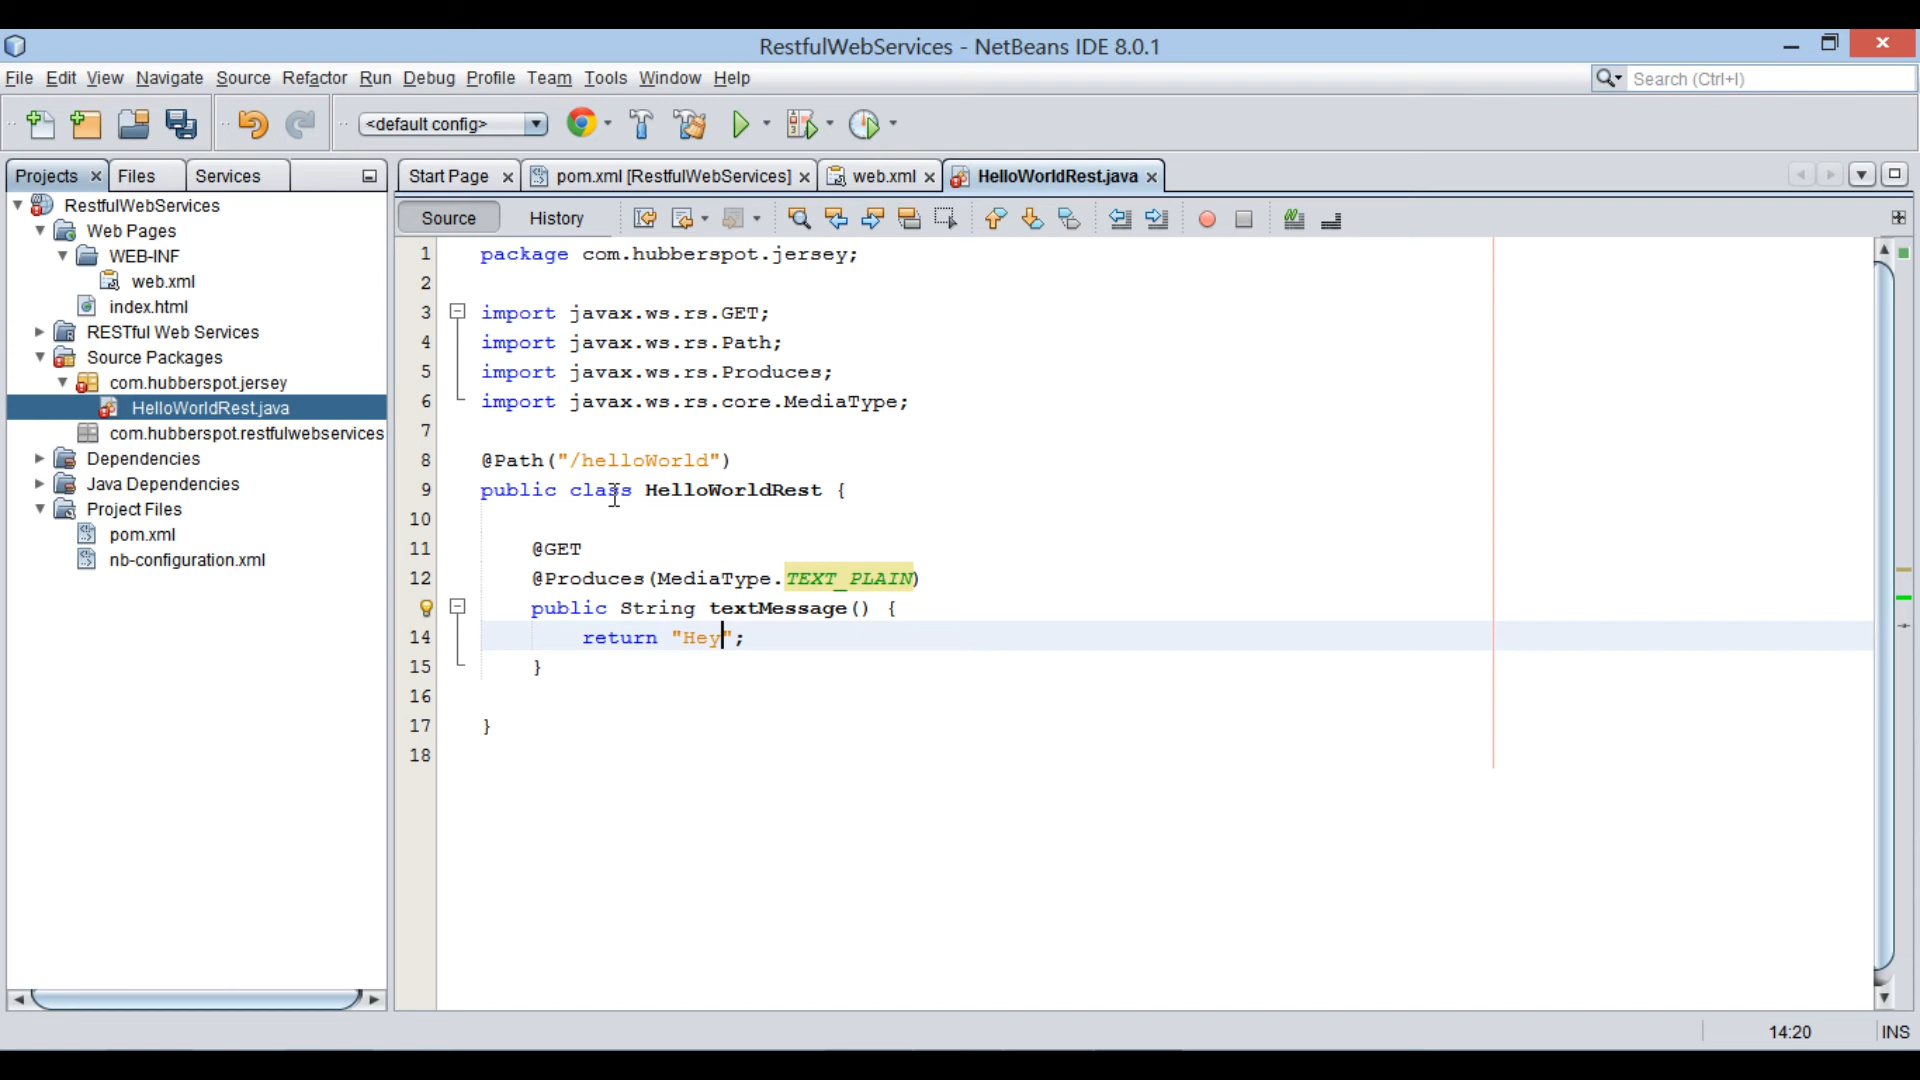 RestfulWebServices - NetBeans IDE 8.0.1
File Edit View Navigate Source Refactor Run Debug Profile Team Tools Window Help
Search (Ctrl+I)
<default config>
Projects Files Services
Start Page pom.xml [RestfulWebServices] web.xml HelloWorldRest.java
Source History
RestfulWebServices
Web Pages
WEB-INF
web.xml
index.html
RESTful Web Services
Source Packages
com.hubberspot.jersey
HelloWorldRest.java
com.hubberspot.restfulwebservices
Dependencies
Java Dependencies
Project Files
pom.xml
nb-configuration.xml
1 package com.hubberspot.jersey;
2
3 import javax.ws.rs.GET;
4 import javax.ws.rs.Path;
5 import javax.ws.rs.Produces;
6 import javax.ws.rs.core.MediaType;
7
8 @Path("/helloWorld")
9 public class HelloWorldRest {
10
11 @GET
12 @Produces(MediaType.TEXT_PLAIN)
public String textMessage() {
14 return "Hey";
15 }
16
17 }
18
14:20 INS